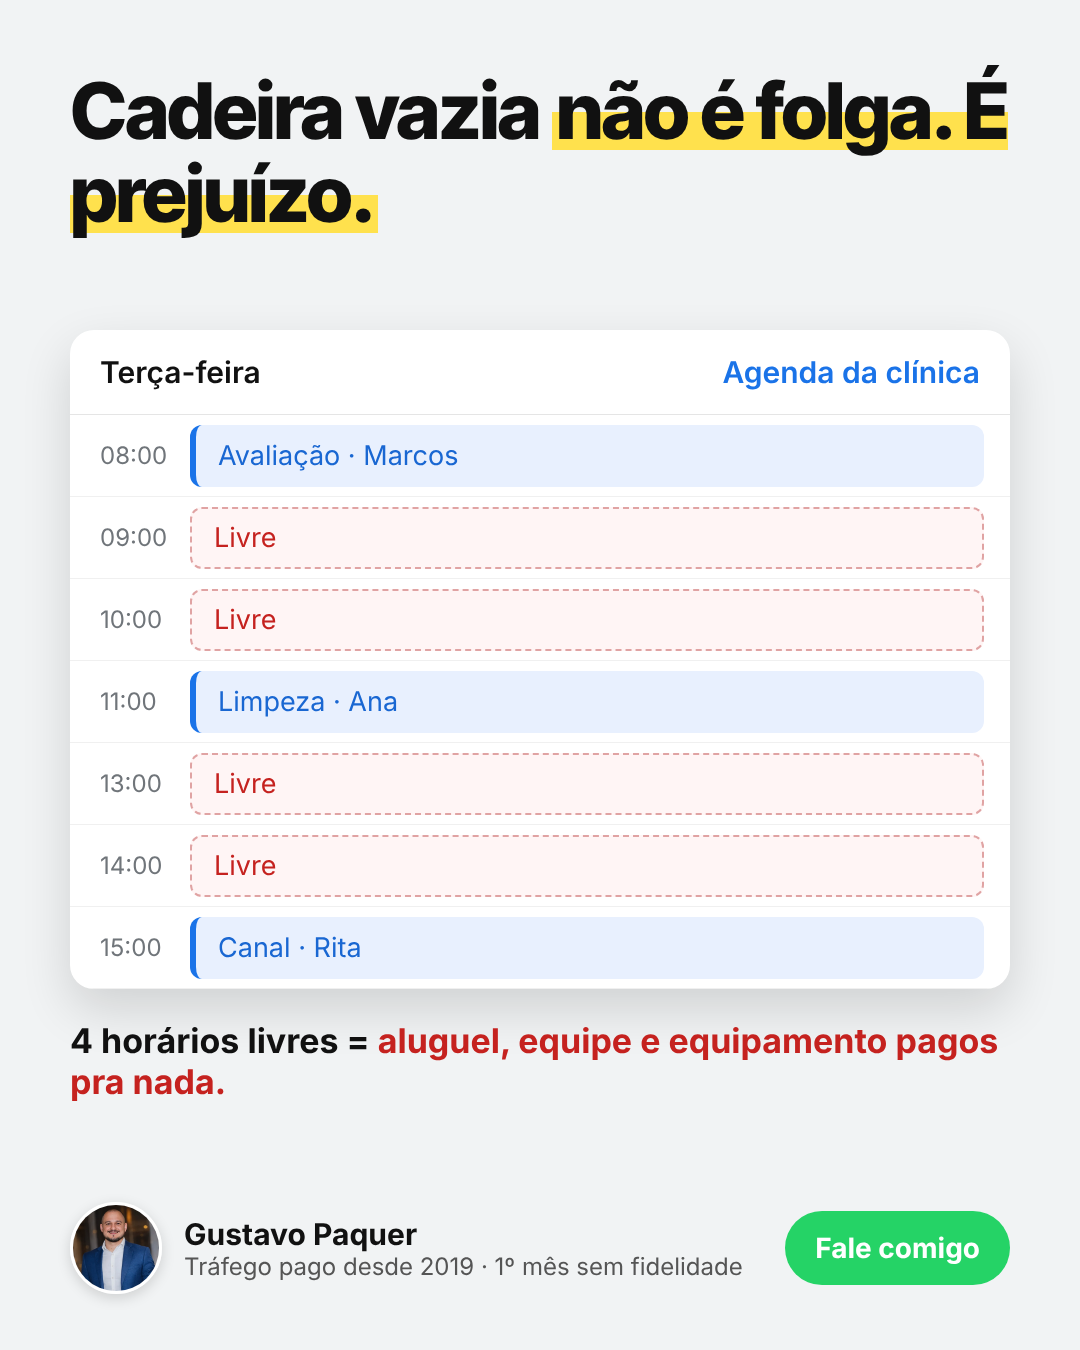 Cadeira vazia não é folga. É
prejuízo.
Terça-feira
Agenda da clínica
08:00
Avaliação · Marcos
09:00
Livre
10:00
Livre
11:00
Limpeza · Ana
13:00
Livre
14:00
Livre
15:00
Canal · Rita
4 horários livres = aluguel, equipe e equipamento pagos
pra nada.
Gustavo Paquer
Tráfego pago desde 2019 · 1º mês sem fidelidade
Fale comigo